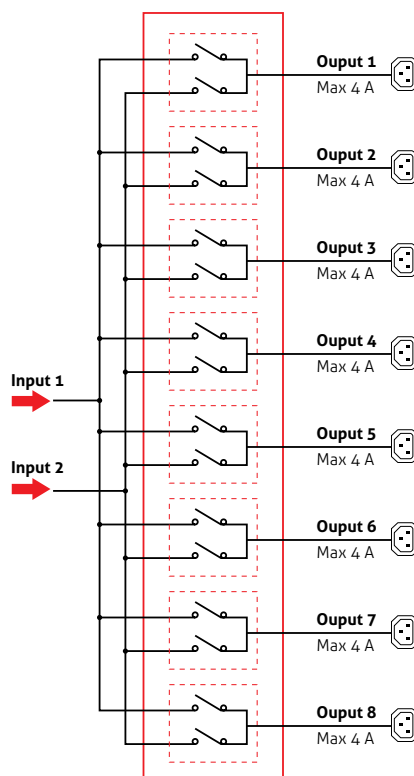 Ouput 1
Max 4 A
Ouput 2
Max 4 A
Ouput 3
Max 4 A
Ouput 4
Max 4 A
Input 1
Ouput 5
Max 4 A
Input 2
Ouput 6
Max 4 A
Ouput 7
Max 4 A
Ouput 8
Max 4 A